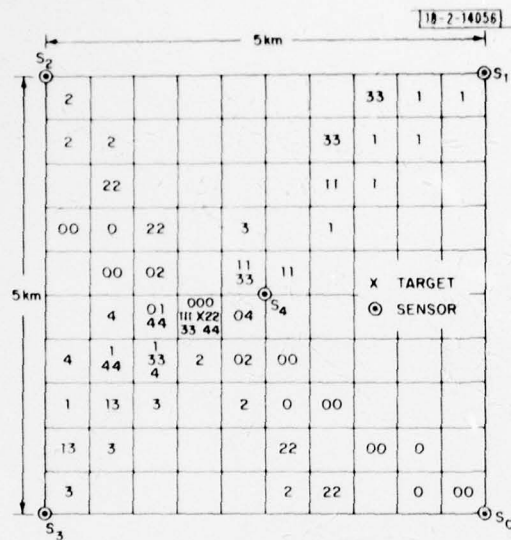 18-2-14056
5km
S2
S1
2 33 1 1
2 2 33 1 1
22 11 1
00 0 22 3 1
00 02 11 33 11
5km
X TARGET
SENSOR
S4
4 01 44 000 111 X22 33 44 04
4 1 44 1 33 4 2 02 00
1 13 3 2 0 00
13 3 22 00 0
3 2 22 0 00
S3
S0